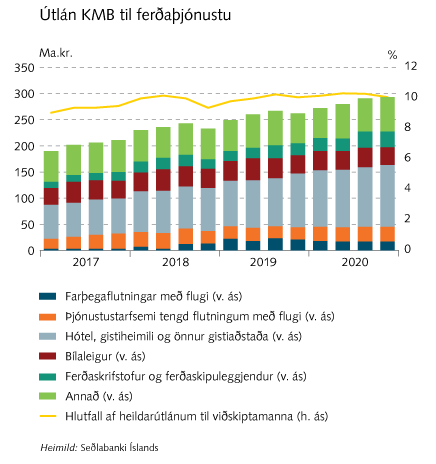 Útlán KMB til ferðaþjónustu
Ma.kr. %
350 12
300 10
250 8
200
150 6
100 4
50 2
0 0
2017 2018 2019 2020
Farþegaflutningar með flugi (v. ás)
Þjónustustarfsemi tengd flutningum með flugi (v. ás)
Hótel, gistiheimili og önnur gistiaðstaða (v. ás)
Bílaleigur (v. ás)
Ferðaskrifstofur og ferðaskipuleggjendur (v. ás)
Annað (v. ás)
Hlutfall af heildarútlánum til viðskiptamanna (h. ás)
Heimild: Seðlabanki Íslands